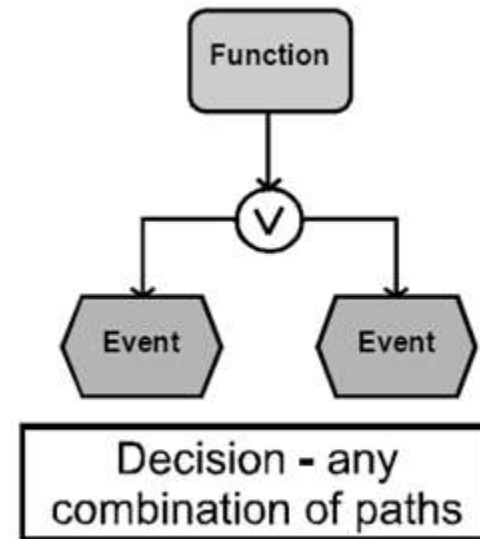 Function
V
Event Event
Decision - any
combination of paths